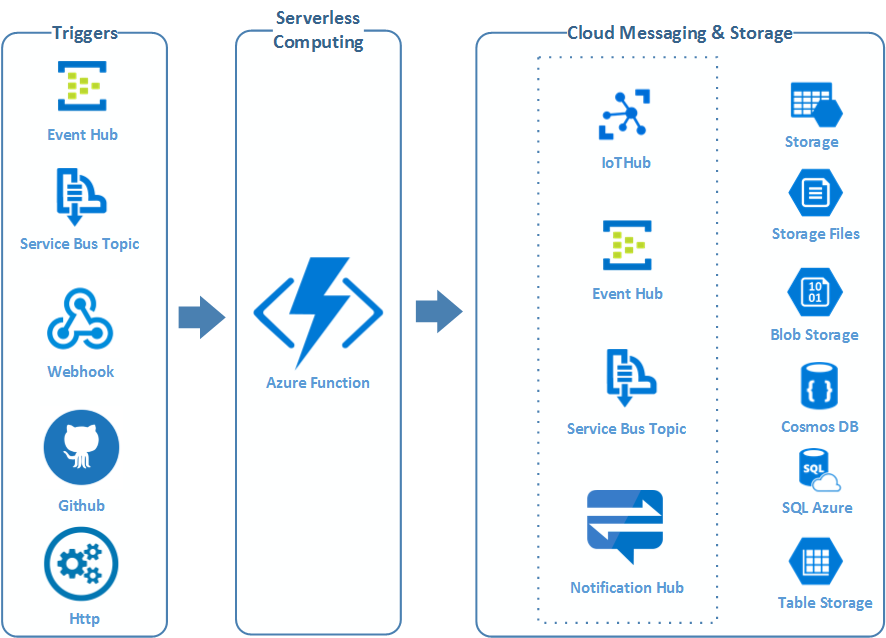 Triggers
Event Hub
Service Bus Topic
Webhook
Github
Http
Serverless
Computing
Azure Function
Cloud Messaging & Storage
IoTHub
Event Hub
Service Bus Topic
Notification Hub
Storage
Storage Files
10
01
Blob Storage
{ }
Cosmos DB
SQL
SQL Azure
Table Storage